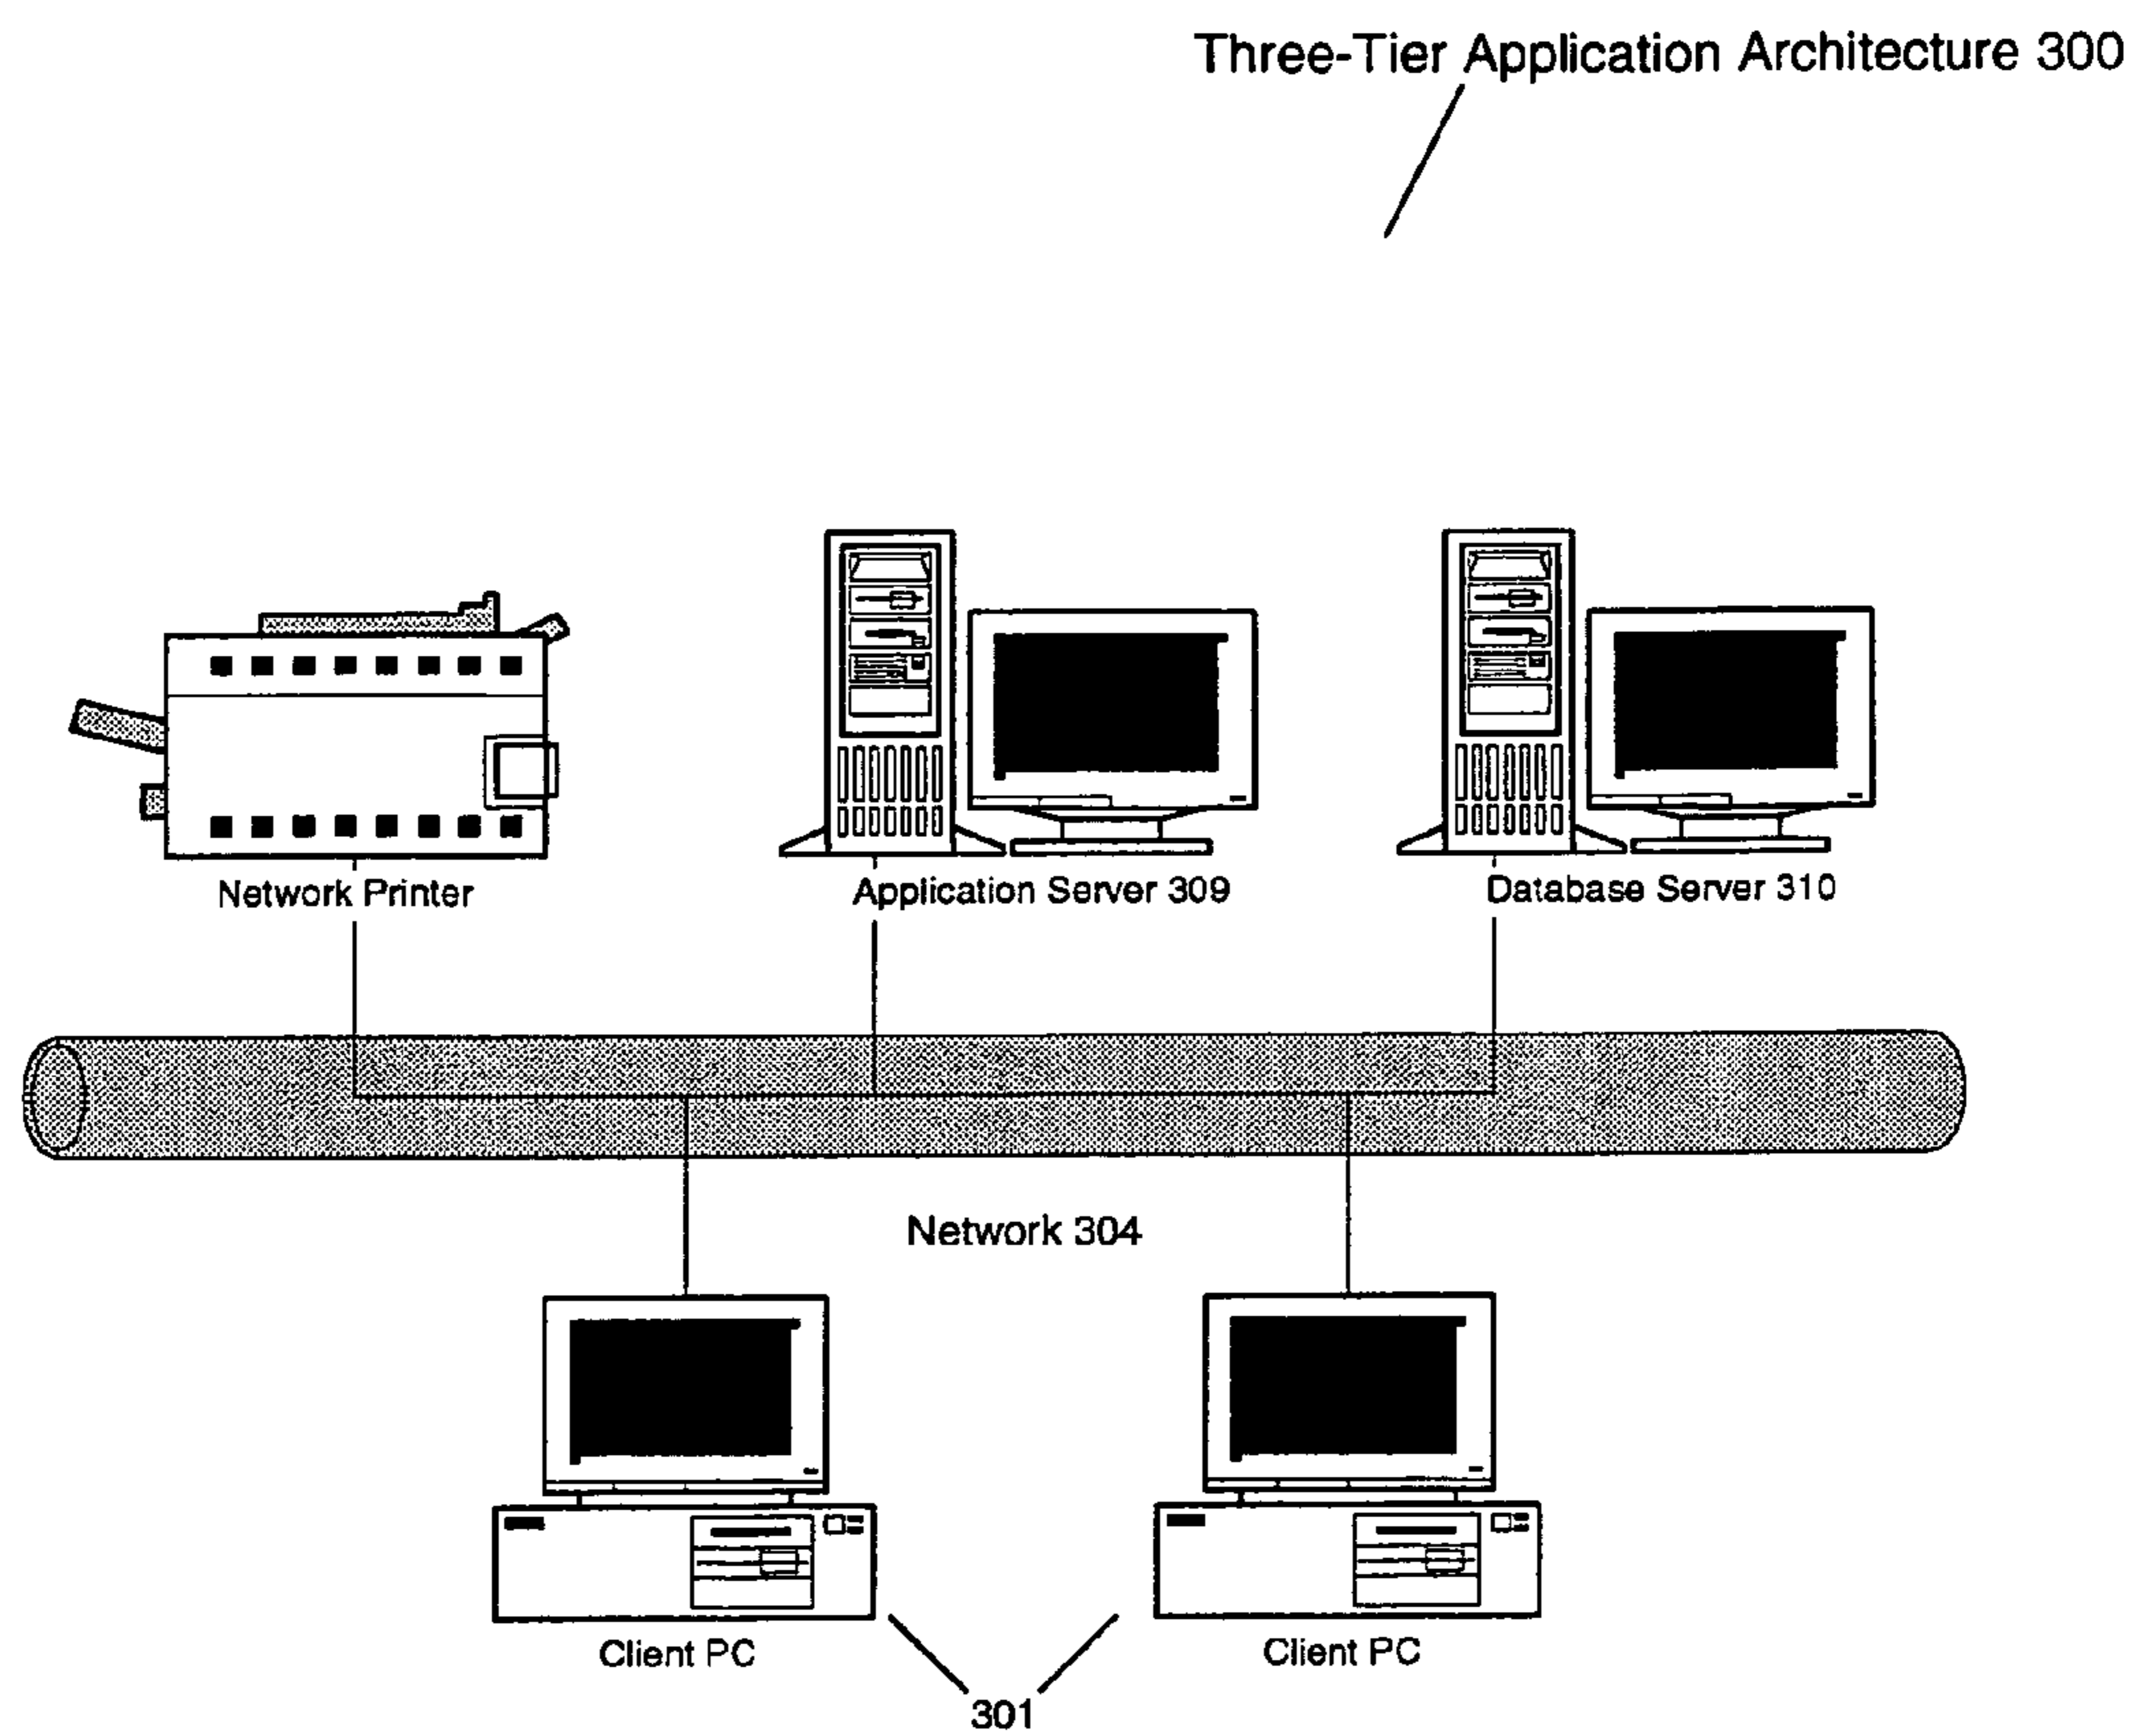 Three-Tier Application Architecture 300
Network Printer
Application Server 309
Database Server 310
Network 304
Client PC
Client PC
301